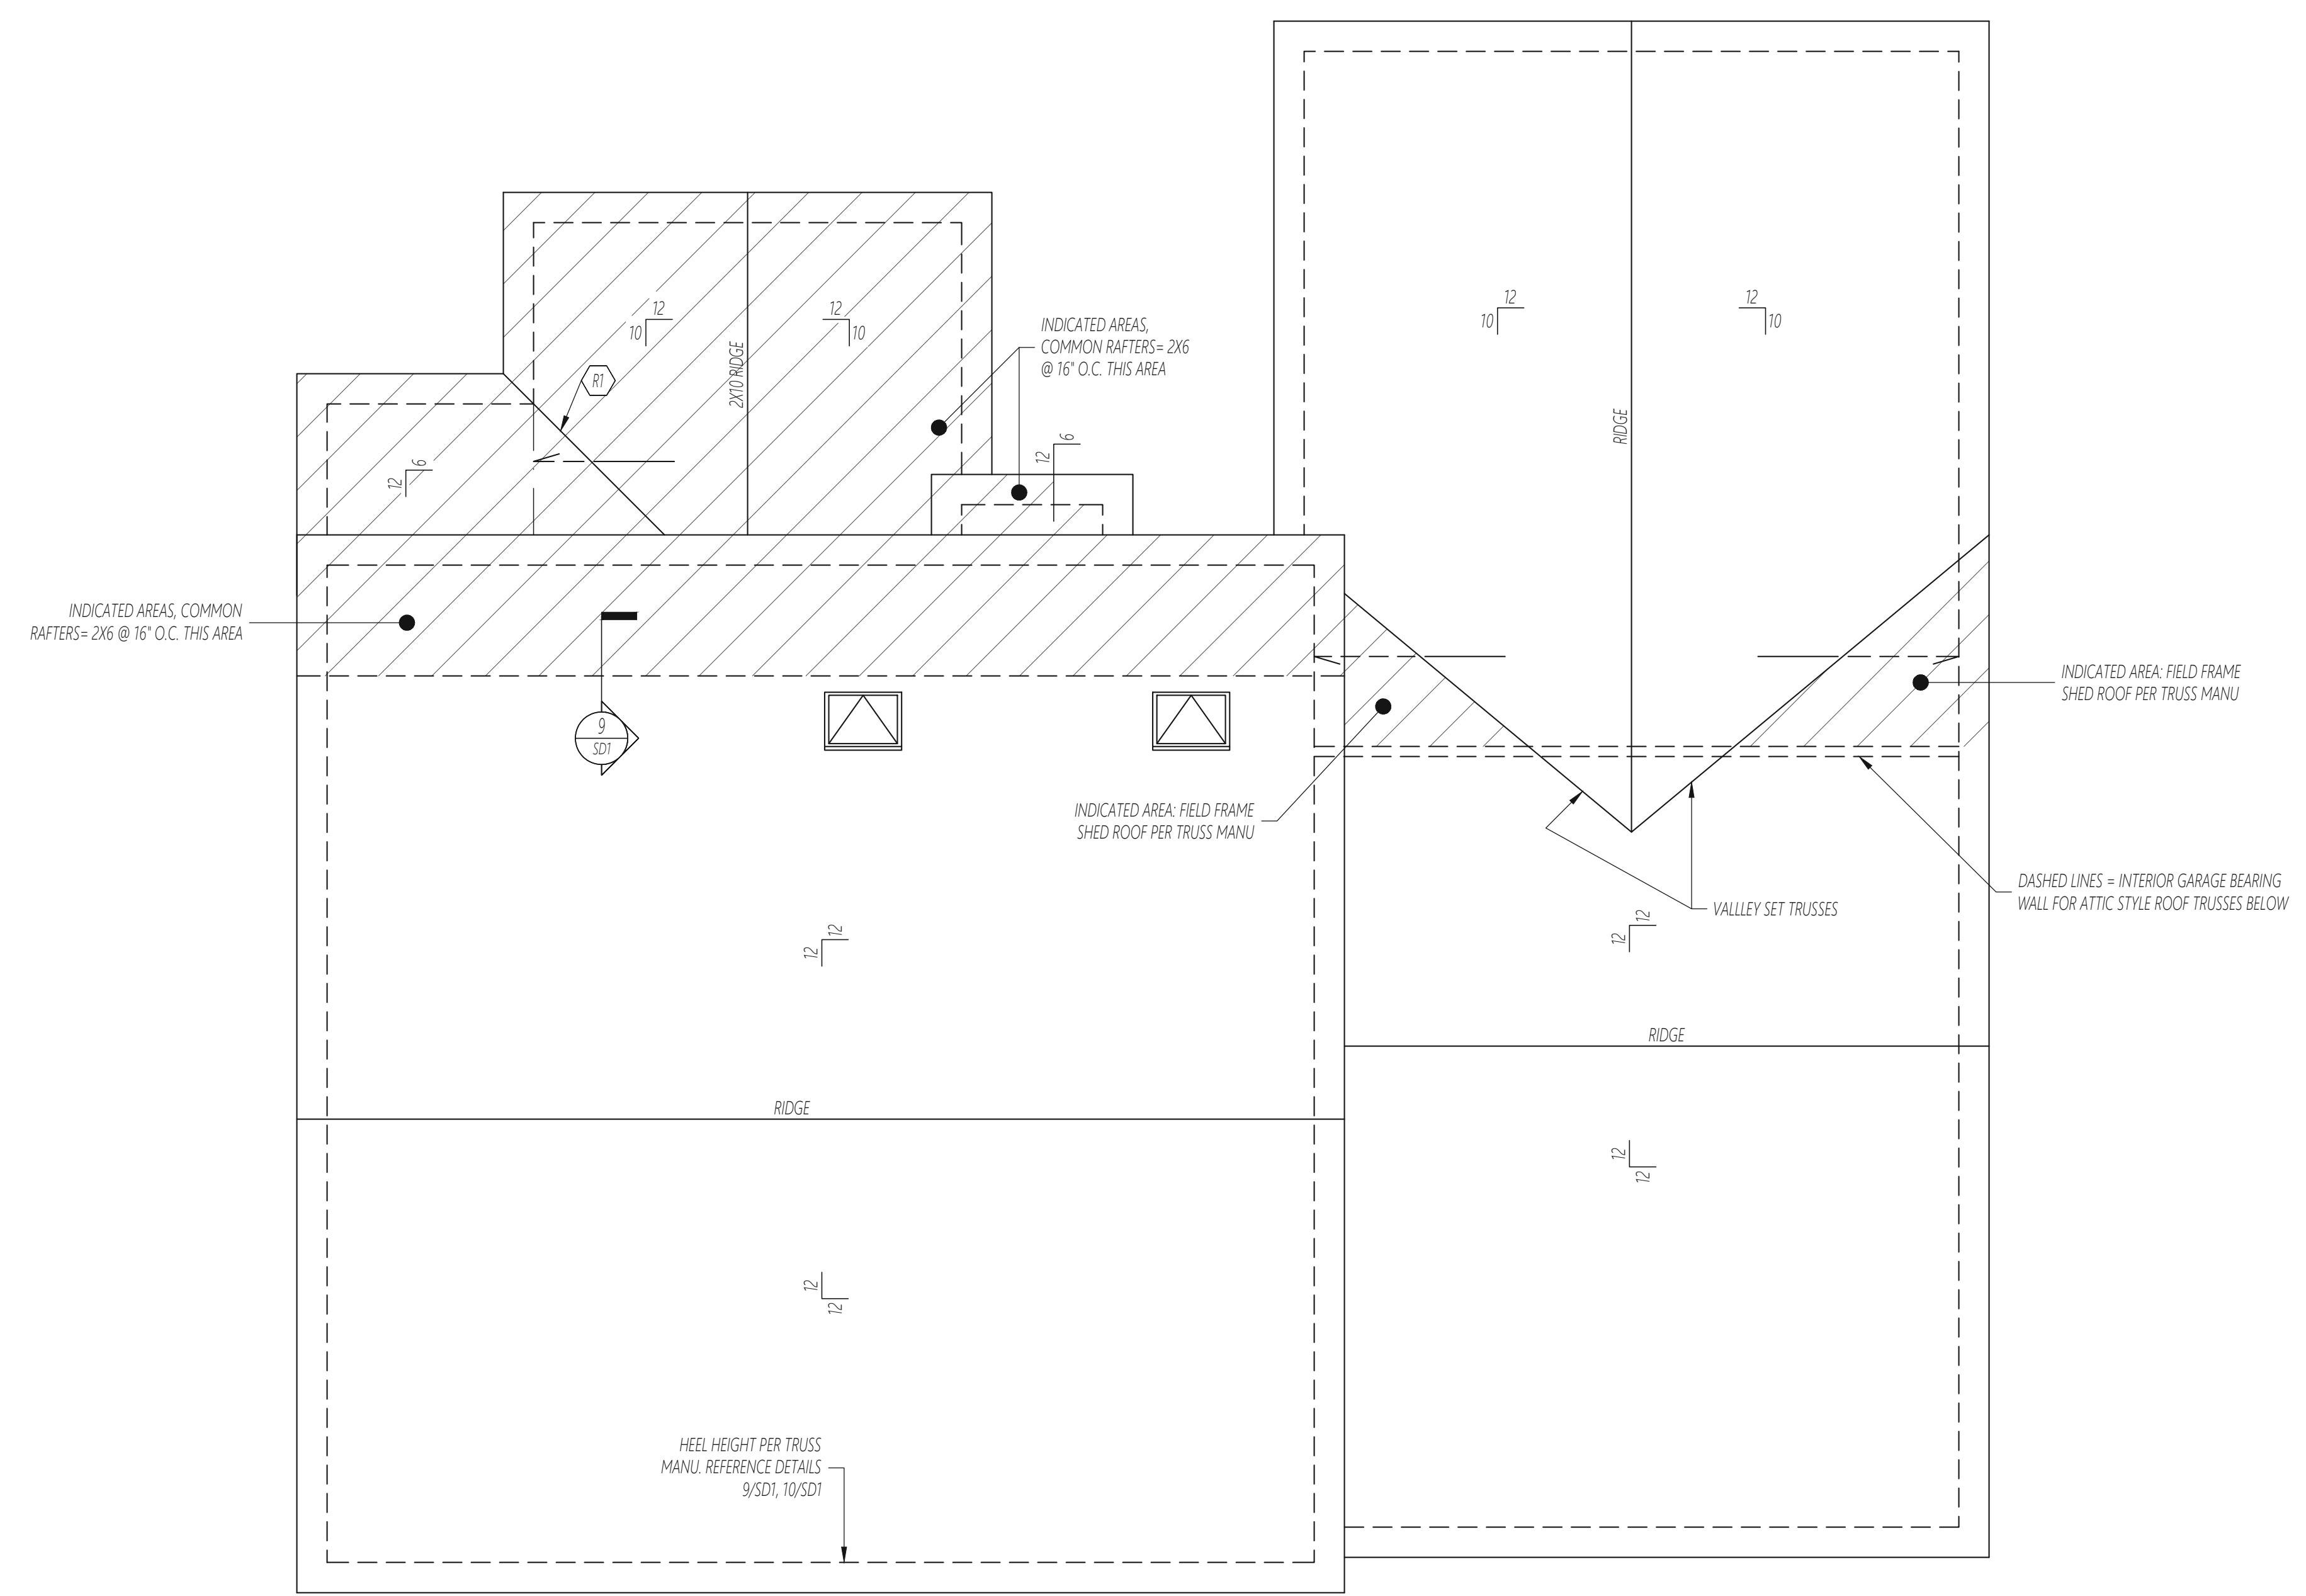 12
10
12
10
12
10
12
10
INDICATED AREAS,
COMMON RAFTERS= 2X6
@ 16" O.C. THIS AREA
2X10 RIDGE
R1
RIDGE
12
6
12
6
INDICATED AREAS, COMMON
RAFTERS= 2X6 @ 16" O.C. THIS AREA
9
SD1
INDICATED AREA: FIELD FRAME
SHED ROOF PER TRUSS MANU
INDICATED AREA: FIELD FRAME
SHED ROOF PER TRUSS MANU
DASHED LINES = INTERIOR GARAGE BEARING
WALL FOR ATTIC STYLE ROOF TRUSSES BELOW
VALLLEY SET TRUSSES
12
12
12
12
RIDGE
RIDGE
12
12
12
12
HEEL HEIGHT PER TRUSS
MANU. REFERENCE DETAILS
9/SD1, 10/SD1